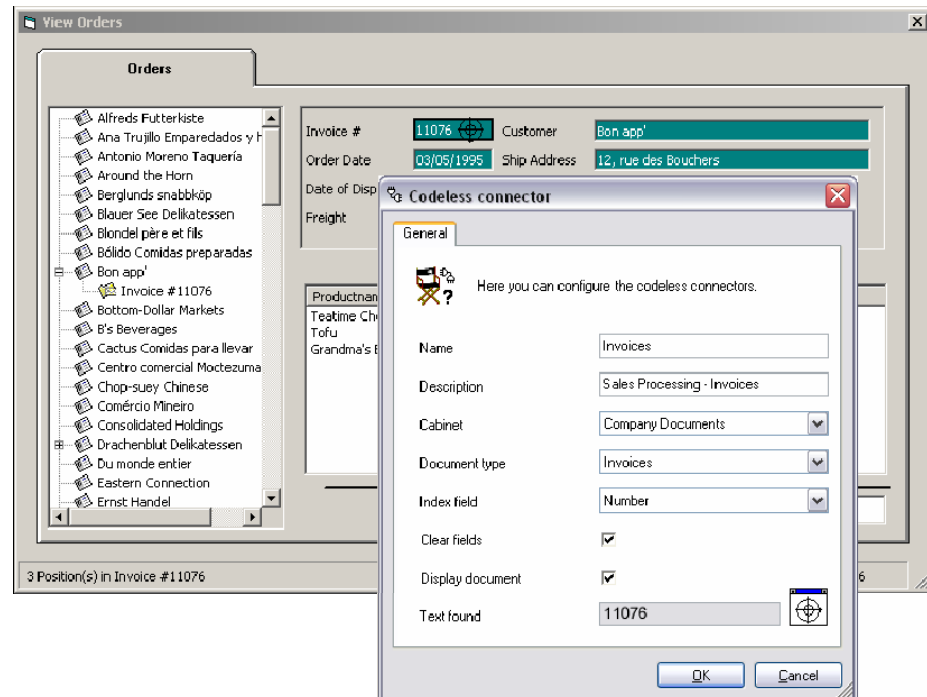 View Orders
Orders
Alfreds Futterkiste
Ana Trujillo Emparedados y h
Antonio Moreno Taquería
Around the Horn
Berglunds snabbköp
Blauer See Delikatessen
Blondel père et fils
Bólido Comidas preparadas
Bon app'
Invoice #11076
Bottom-Dollar Markets
B's Beverages
Cactus Comidas para llevar
Centro comercial Moctezuma
Chop-suey Chinese
Comércio Mineiro
Consolidated Holdings
Drachenblut Delikatessen
Du monde entier
Eastern Connection
Ernst Handel
Invoice # 11076 Customer Bon app'
Order Date 03/05/1995 Ship Address 12, rue des Bouchers
Date of Disp
Freight
Productnam
Teatime Cho
Tofu
Grandma's B
3 Position(s) in Invoice #11076
6
Codeless connector
General
?
Here you can configure the codeless connectors.
Name Invoices
Description Sales Processing - Invoices
Cabinet Company Documents
Document type Invoices
Index field Number
Clear fields
Display document
Text found 11076
OK Cancel